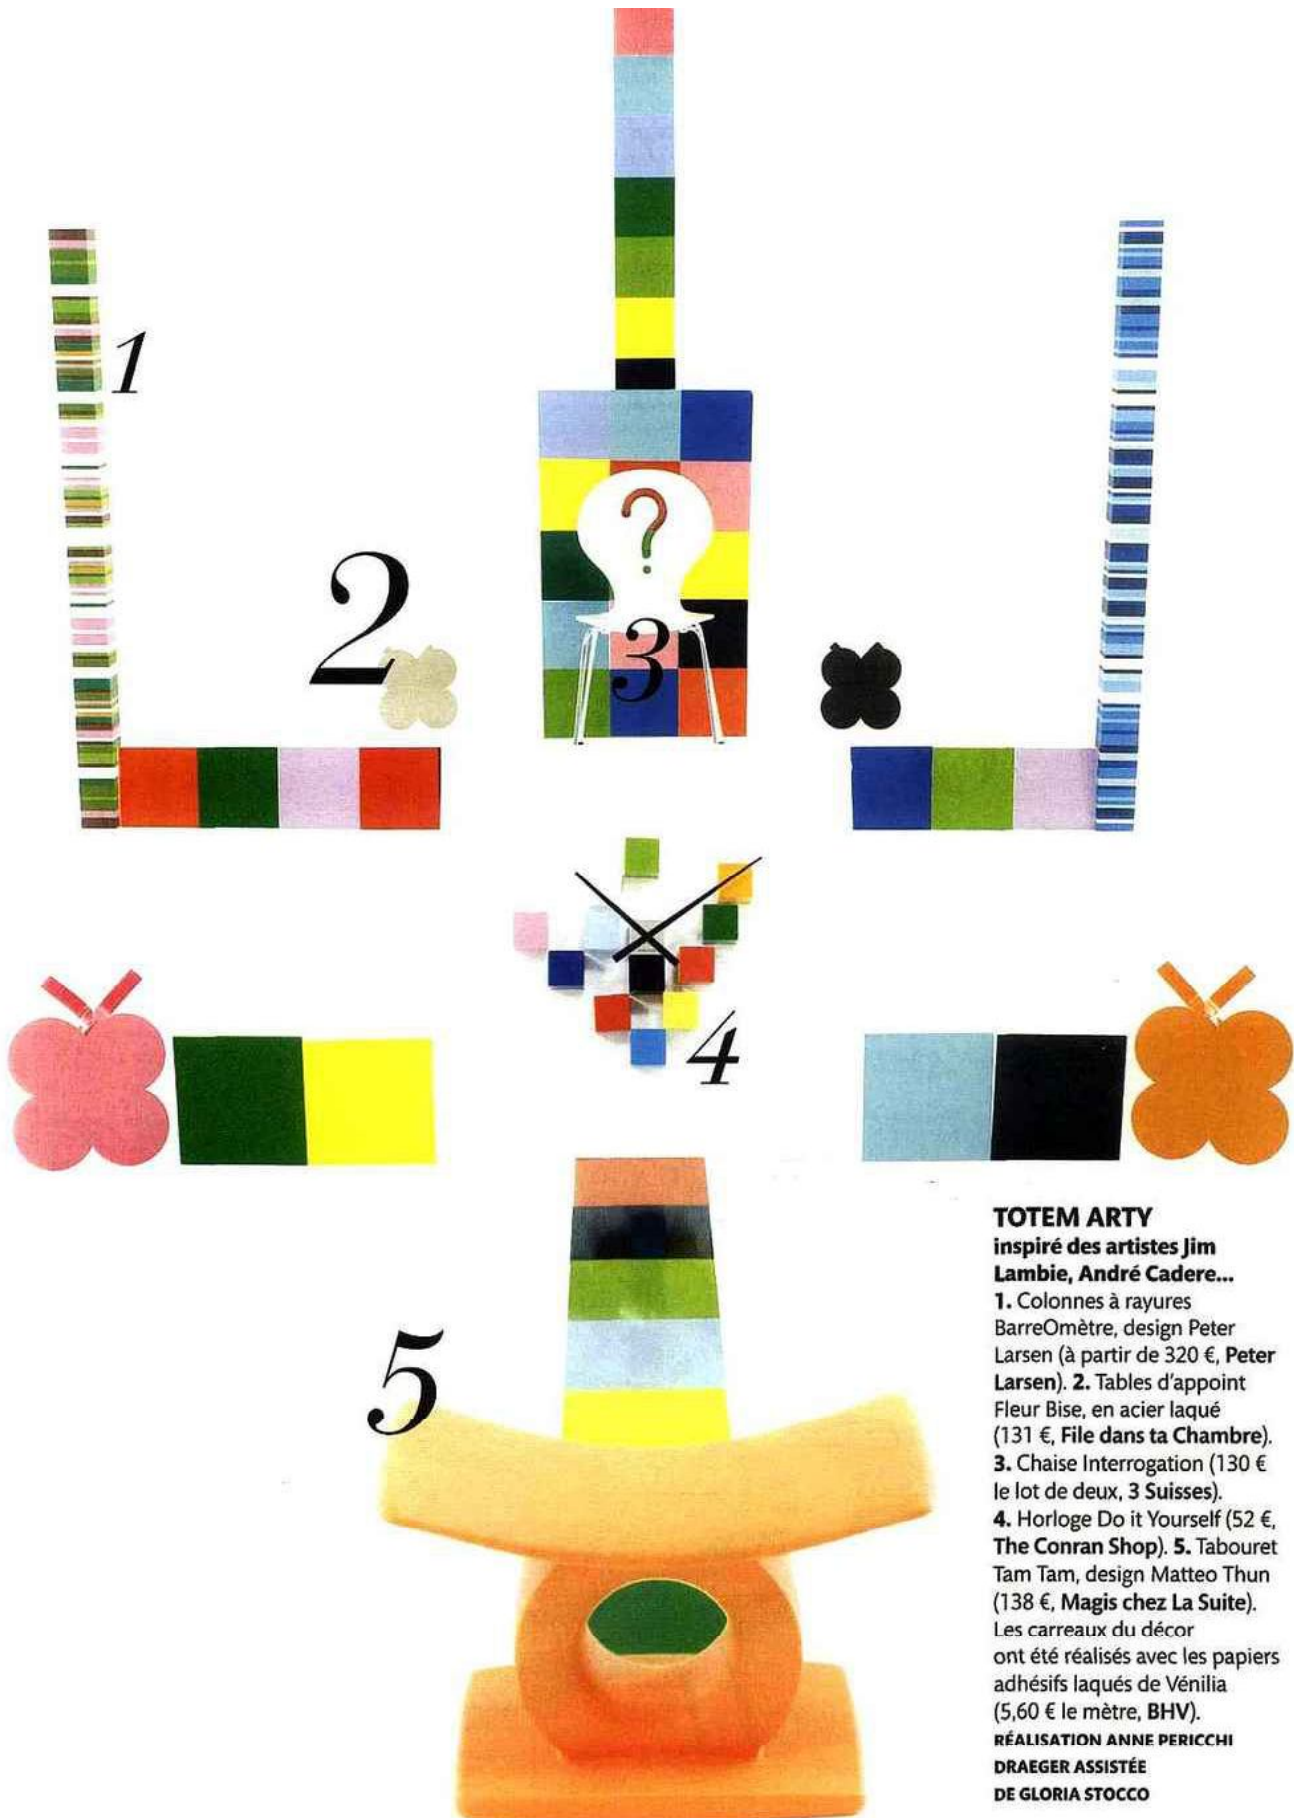 1
2
?
3
4
5
TOTEM ARTY
inspiré des artistes Jim
Lambie, André Cadere...
1. Colonnes à rayures
BarreOmètre, design Peter
Larsen (à partir de 320 €, Peter
Larsen). 2. Tables d'appoint
Fleur Bise, en acier laqué
(131 €, File dans ta Chambre).
3. Chaise Interrogation (130 €
le lot de deux, 3 Suisses).
4. Horloge Do it Yourself (52 €,
The Conran Shop). 5. Tabouret
Tam Tam, design Matteo Thun
(138 €, Magis chez La Suite).
Les carreaux du décor
ont été réalisés avec les papiers
adhésifs laqués de Vénilia
(5,60 € le mètre, BHV).
RÉALISATION ANNE PERICCHI
DRAEGER ASSISTÉE
DE GLORIA STOCCO